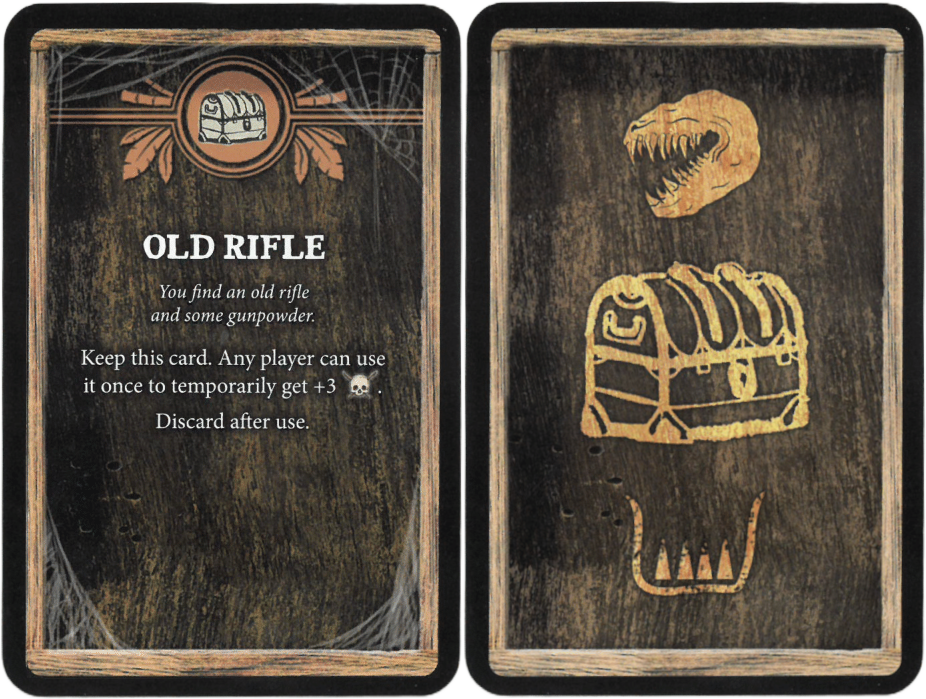 OLD RIFLE
You find an old rifle
and some gunpowder.
Keep this card. Any player can use
it once to temporarily get +3 .
Discard after use.